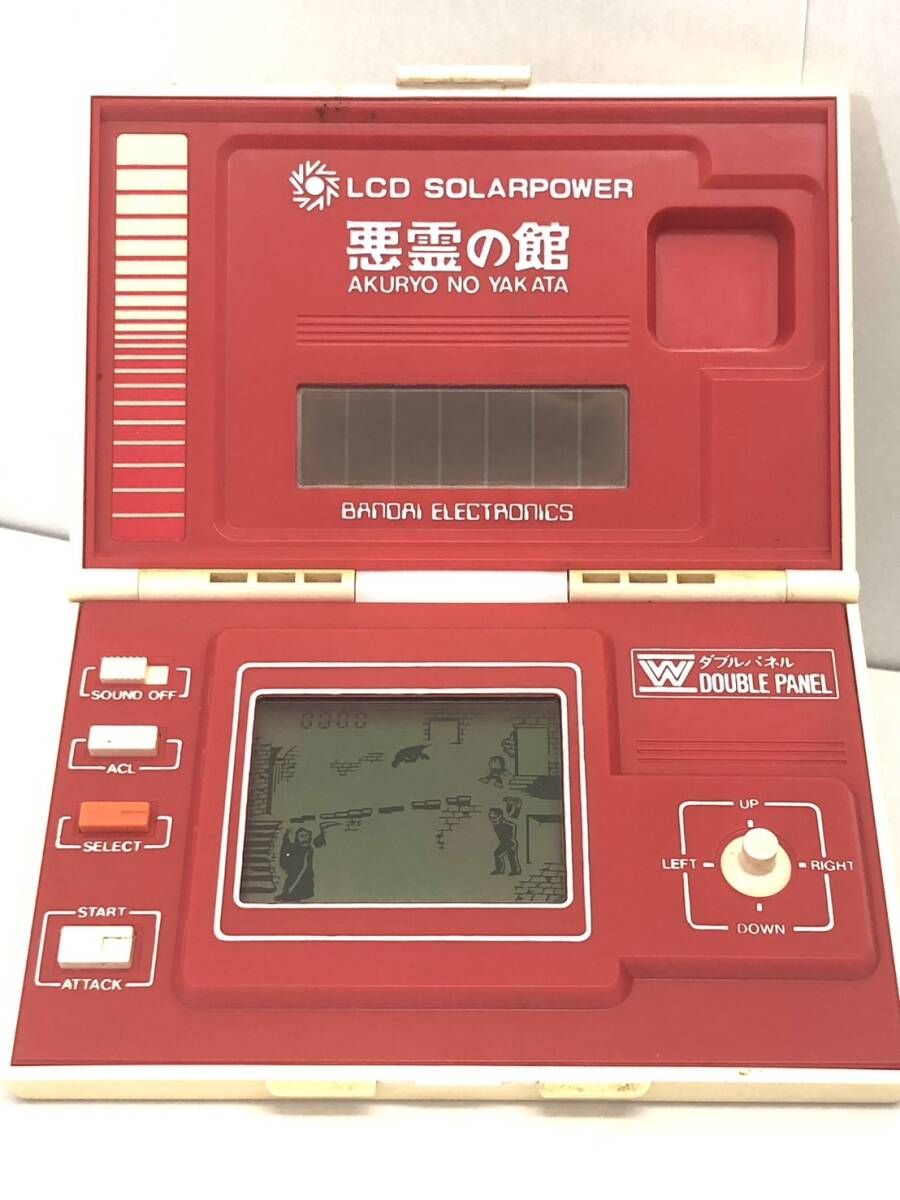 LCD SOLARPOWER
悪霊の館
AKURYO NO YAKATA
BANDAI ELECTRONICS
SOUND OFF
ACL
SELECT
START
ATTACK
0000
W ダブルパネル
DOUBLE PANEL
UP
LEFT
RIGHT
DOWN